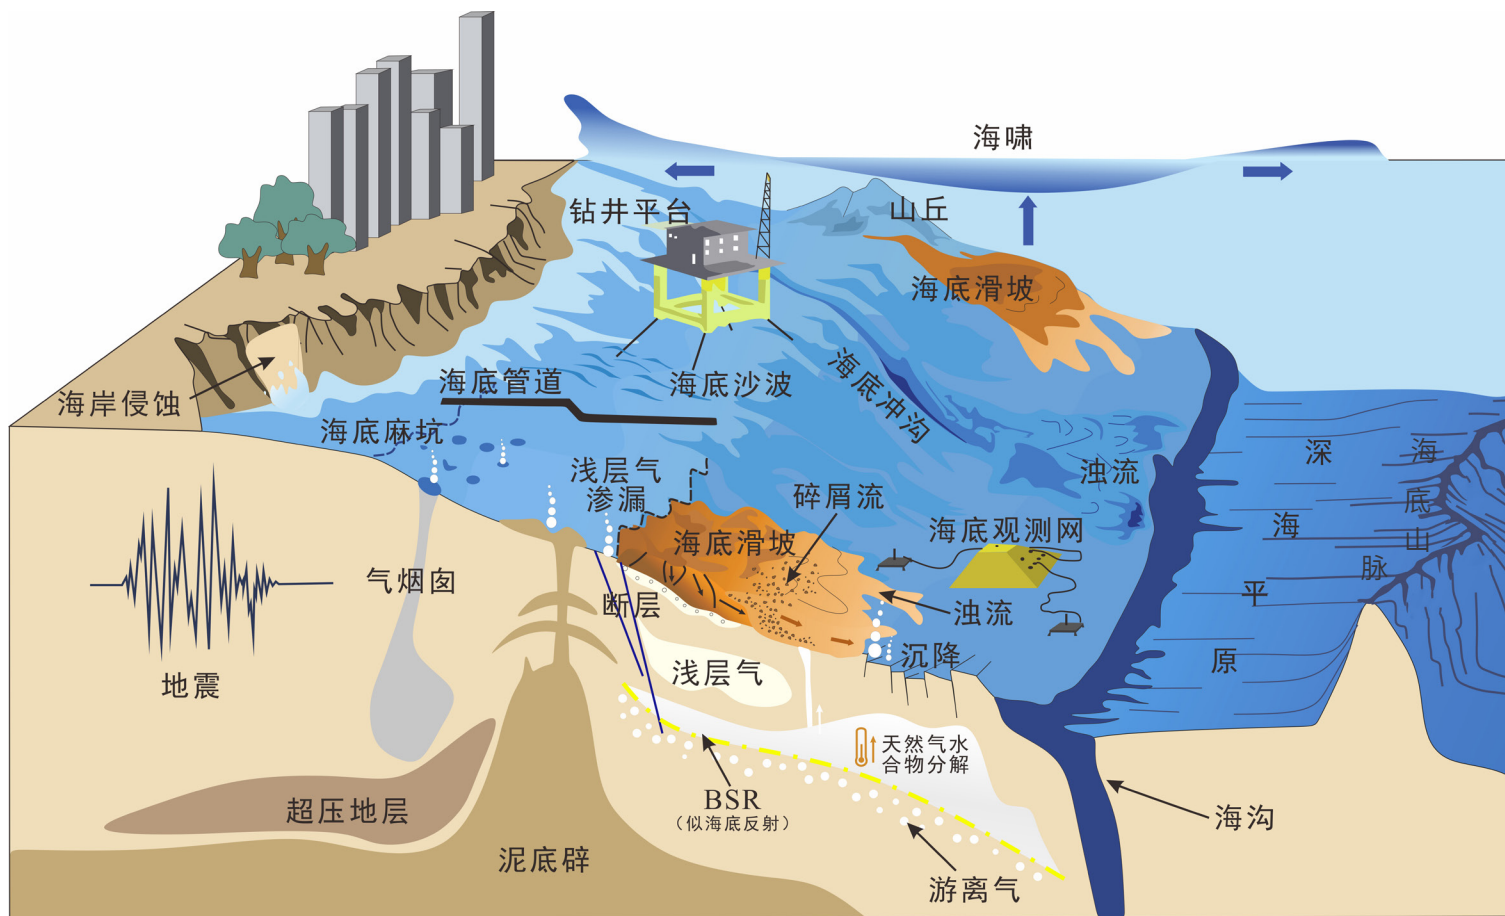 海啸
钻井平台
山丘
海底滑坡
海岸侵蚀
海底管道
海底沙波
海底冲沟
海底麻坑
浅层气
渗漏
碎屑流
浊流
深海平原
海底山脉
海底滑坡
海底观测网
气烟囱
断层
浊流
地震
浅层气
沉降
天然气水
合物分解
超压地层
BSR
(似海底反射)
海沟
泥底辟
游离气